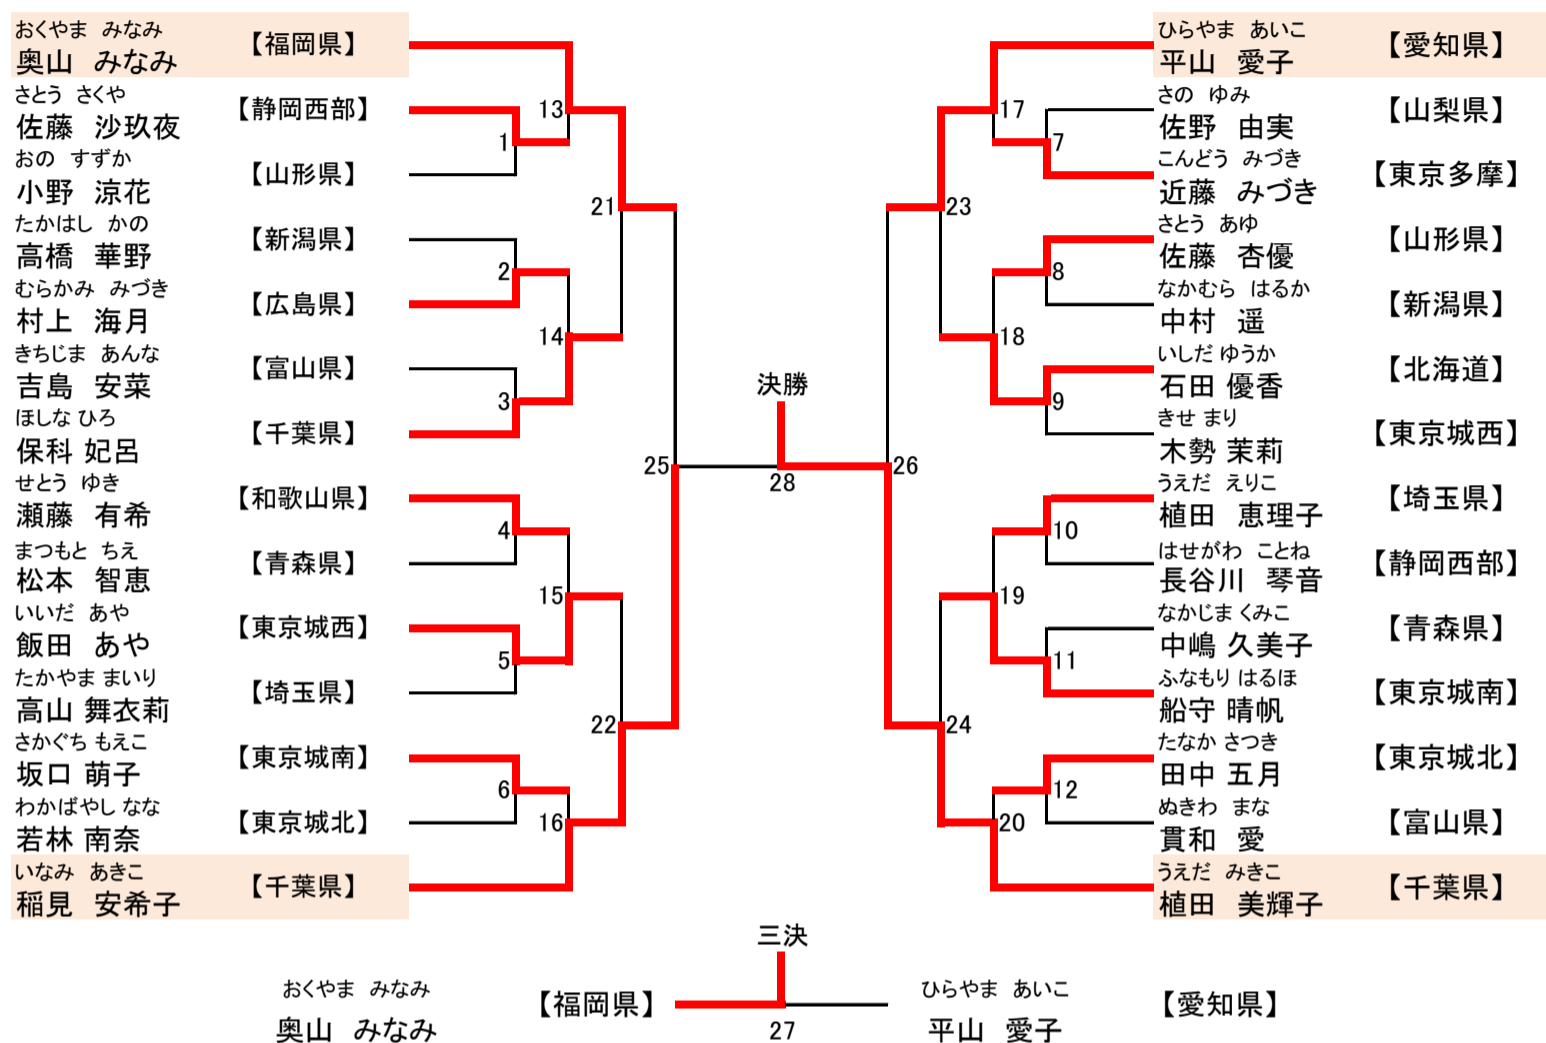 おくやま みなみ
奥山 みなみ 【福岡県】
さとう さくや
佐藤 沙玖夜 【静岡西部】
おの すずか
小野 涼花 【山形県】
たかはし かの
高橋 華野 【新潟県】
むらかみ みづき
村上 海月 【広島県】
きちじま あんな
吉島 安菜 【富山県】
ほしな ひろ
保科 妃呂 【千葉県】
せとう ゆき
瀬藤 有希 【和歌山県】
まつもと ちえ
松本 智恵 【青森県】
いいだ あや
飯田 あや 【東京城西】
たかやま まいり
高山 舞衣莉 【埼玉県】
さかぐち もえこ
坂口 萌子 【東京城南】
わかばやし なな
若林 南奈 【東京城北】
いなみ あきこ
稲見 安希子 【千葉県】
1
2
3
4
5
6
13
14
15
16
21
22
25
決勝
28
26
23
24
17
18
19
20
7
8
9
10
11
12
ひらやま あいこ
平山 愛子 【愛知県】
さの ゆみ
佐野 由実 【山梨県】
こんどう みづき
近藤 みづき 【東京多摩】
さとう あゆ
佐藤 杏優 【山形県】
なかむら はるか
中村 遥 【新潟県】
いしだ ゆうか
石田 優香 【北海道】
きせ まり
木勢 茉莉 【東京城西】
うえだ えりこ
植田 恵理子 【埼玉県】
はせがわ ことね
長谷川 琴音 【静岡西部】
なかじま くみこ
中嶋 久美子 【青森県】
ふなもり はるほ
船守 晴帆 【東京城南】
たなか さつき
田中 五月 【東京城北】
ぬきわ まな
貫和 愛 【富山県】
うえだ みきこ
植田 美輝子 【千葉県】
三決
おくやま みなみ
奥山 みなみ 【福岡県】
27
ひらやま あいこ
平山 愛子 【愛知県】